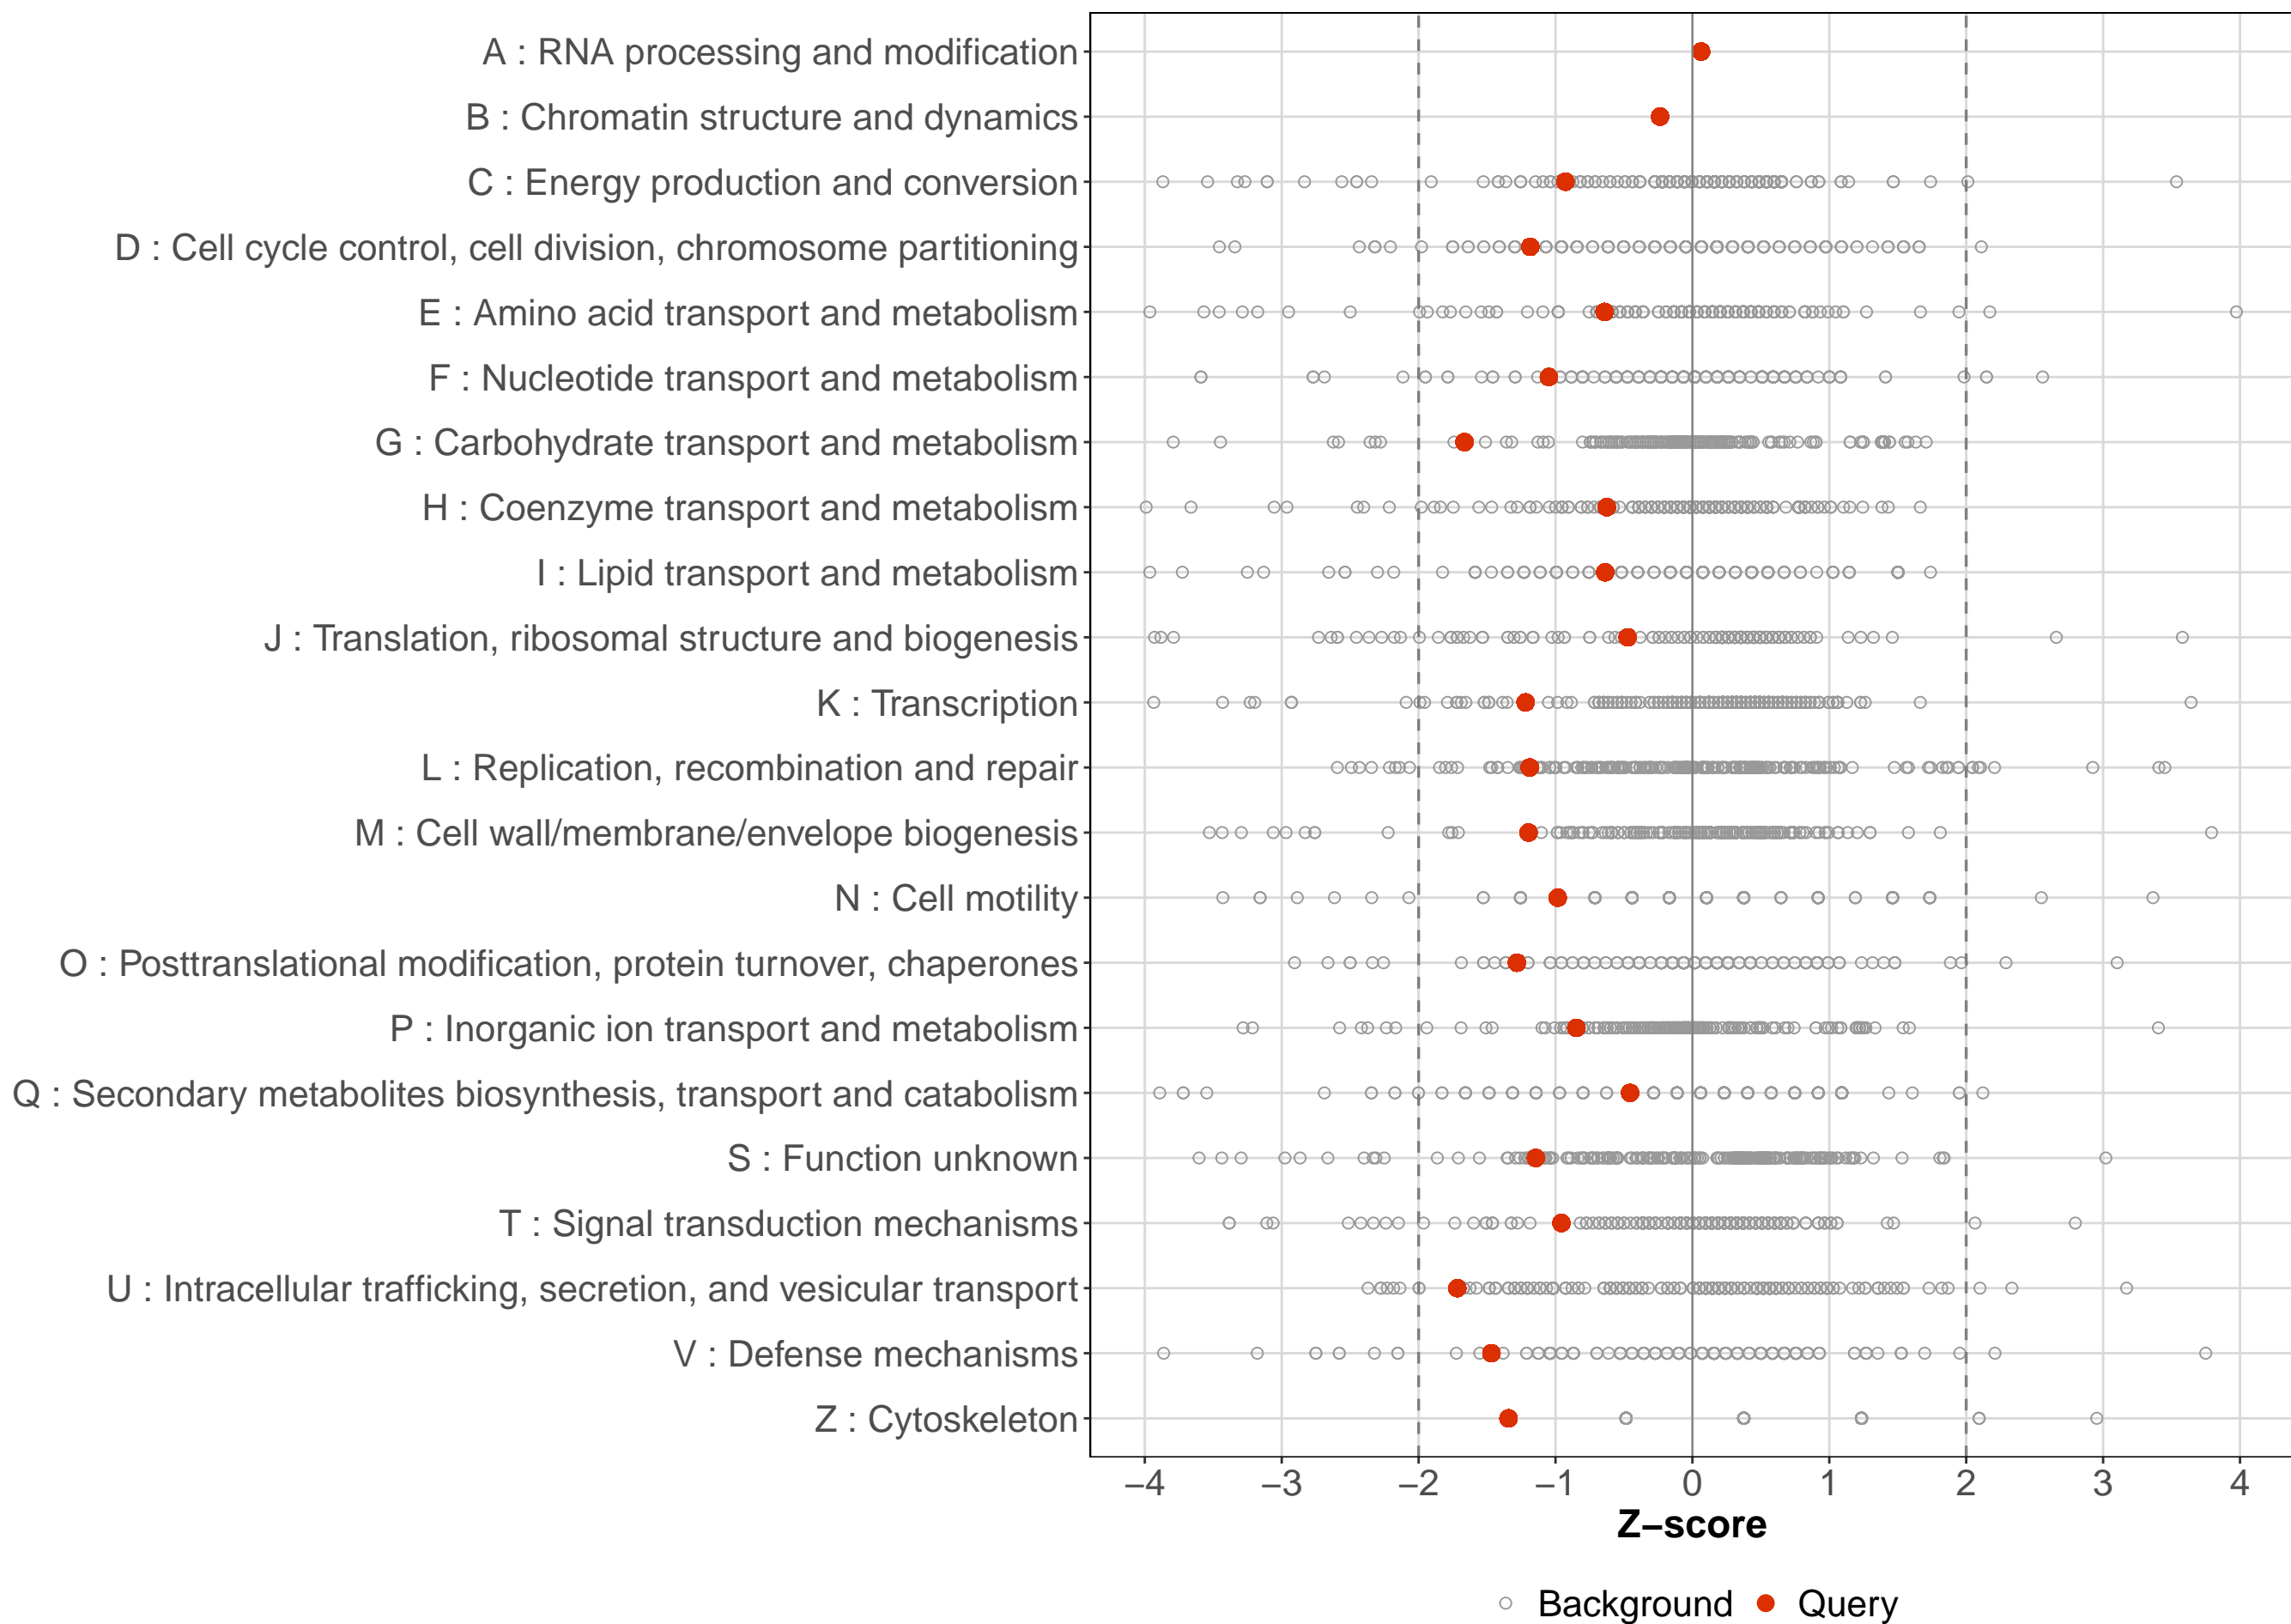 A : RNA processing and modification
B : Chromatin structure and dynamics
C : Energy production and conversion
D : Cell cycle control, cell division, chromosome partitioning
E : Amino acid transport and metabolism
F : Nucleotide transport and metabolism
G : Carbohydrate transport and metabolism
H : Coenzyme transport and metabolism
I : Lipid transport and metabolism
J : Translation, ribosomal structure and biogenesis
K : Transcription
L : Replication, recombination and repair
M : Cell wall/membrane/envelope biogenesis
N : Cell motility
O : Posttranslational modification, protein turnover, chaperones
P : Inorganic ion transport and metabolism
Q : Secondary metabolites biosynthesis, transport and catabolism
S : Function unknown
T : Signal transduction mechanisms
U : Intracellular trafficking, secretion, and vesicular transport
V : Defense mechanisms
Z : Cytoskeleton
−4 −3 −2 −1 0 1 2 3 4
Z−score
Background Query